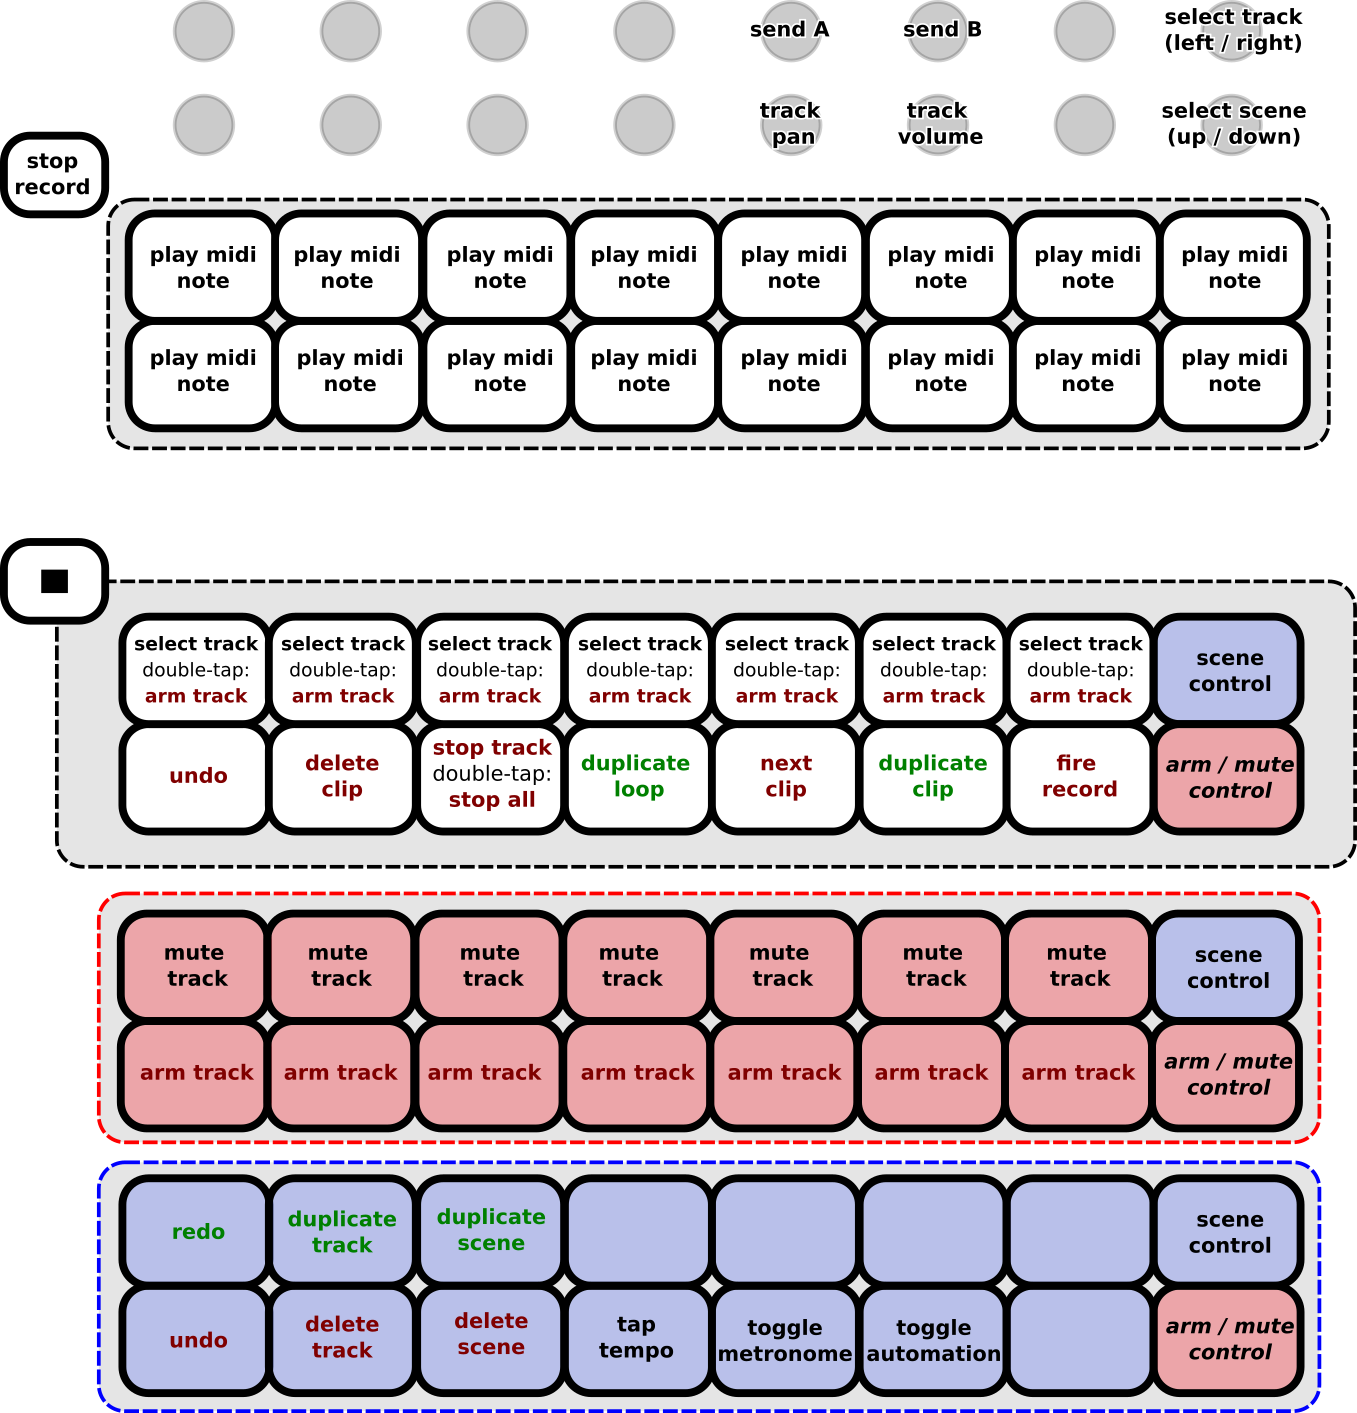 send A send B select track
(left / right)
track
pan track
volume select scene
(up / down)
stop
record
play midi
note play midi
note play midi
note play midi
note play midi
note play midi
note play midi
note play midi
note
play midi
note play midi
note play midi
note play midi
note play midi
note play midi
note play midi
note play midi
note
select track
double-tap:
arm track select track
double-tap:
arm track select track
double-tap:
arm track select track
double-tap:
arm track select track
double-tap:
arm track select track
double-tap:
arm track select track
double-tap:
arm track scene
control
undo delete
clip stop track
double-tap:
stop all duplicate
loop next
clip duplicate
clip fire
record arm / mute
control
mute
track mute
track mute
track mute
track mute
track mute
track mute
track scene
control
arm track arm track arm track arm track arm track arm track arm track arm / mute
control
redo duplicate
track duplicate
scene scene
control
undo delete
track delete
scene tap
tempo toggle
metronome toggle
automation arm / mute
control